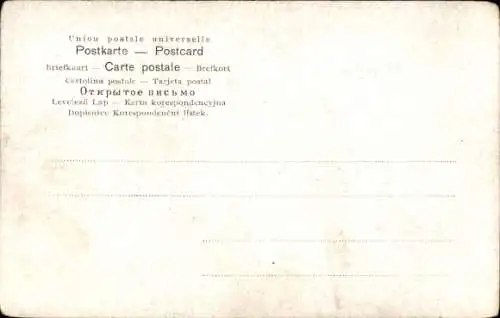 Union postale universelle
Postkarte — Postcard
Briefkaart — Carte postale — Brefkort
Cartolina postale — Tarjeta postal
Открытое письмо
Levelező Lap — Karta korespondencyjna
Dopisnice Korespondenční lístek.